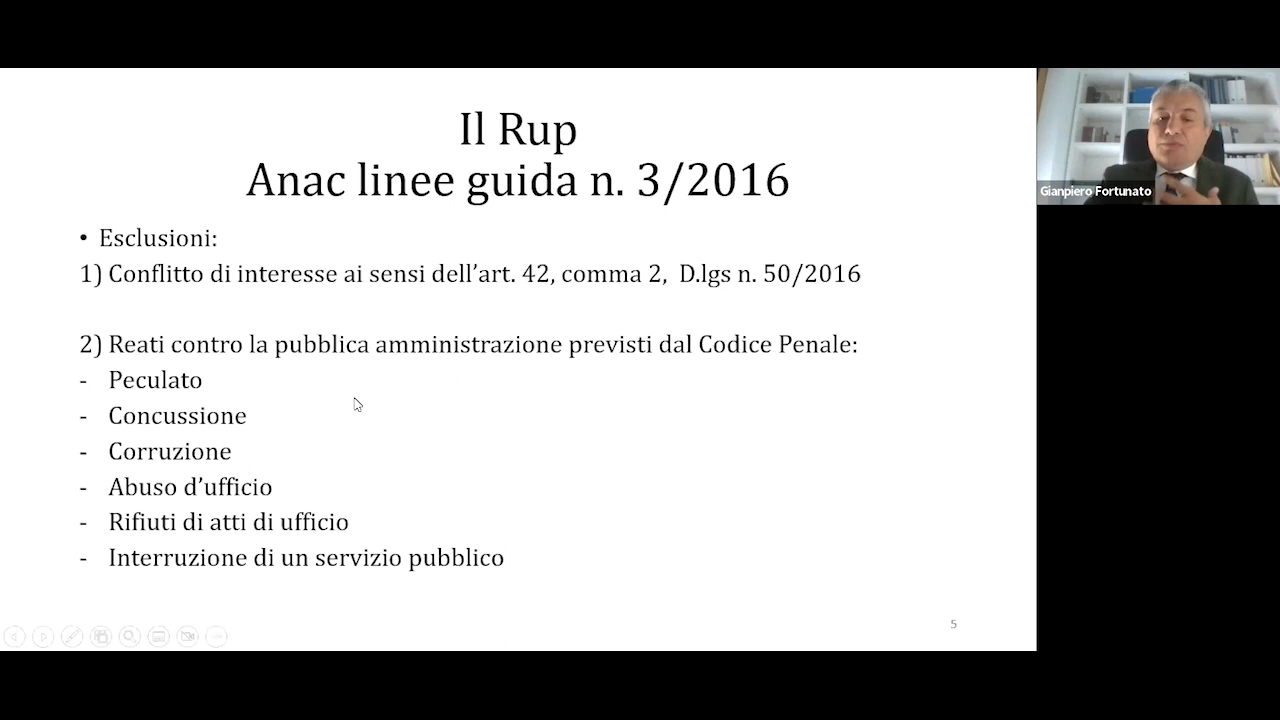 Il Rup
Anac linee guida n. 3/2016
• Esclusioni:
1) Conflitto di interesse ai sensi dell’art. 42, comma 2,  D.lgs n. 50/2016
2) Reati contro la pubblica amministrazione previsti dal Codice Penale:
- Peculato
- Concussione
- Corruzione
- Abuso d’ufficio
- Rifiuti di atti di ufficio
- Interruzione di un servizio pubblico
5
Gianpiero Fortunato